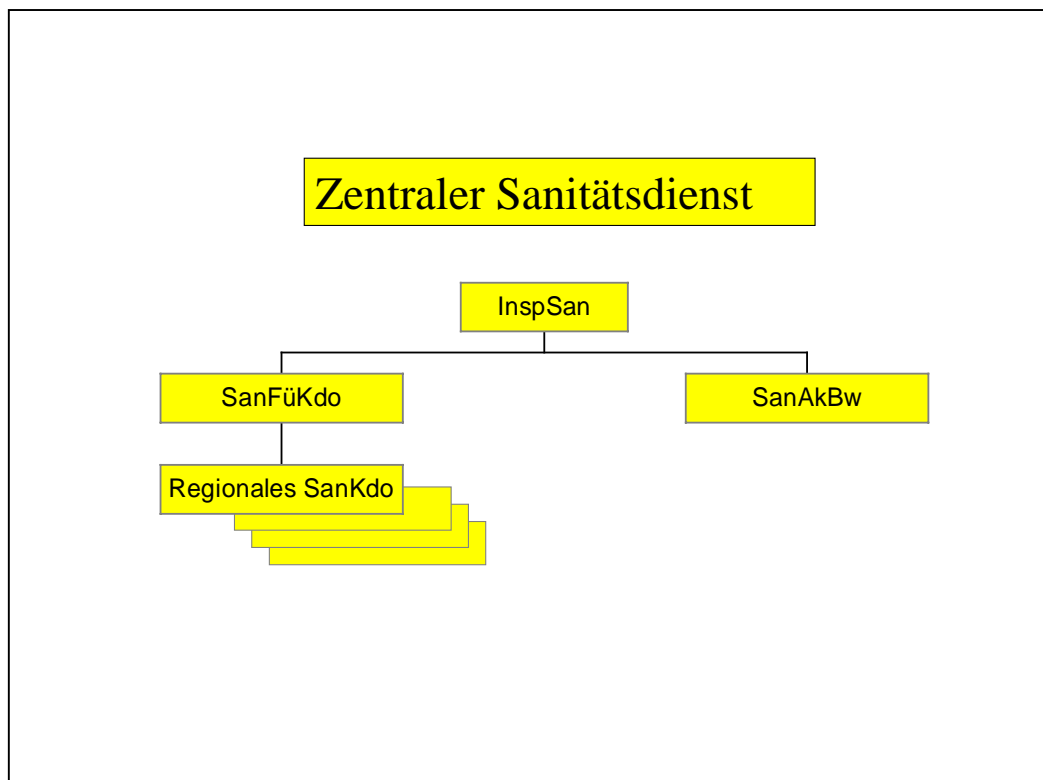 Zentraler Sanitätsdienst
InspSan
SanFüKdo
SanAkBw
Regionales SanKdo